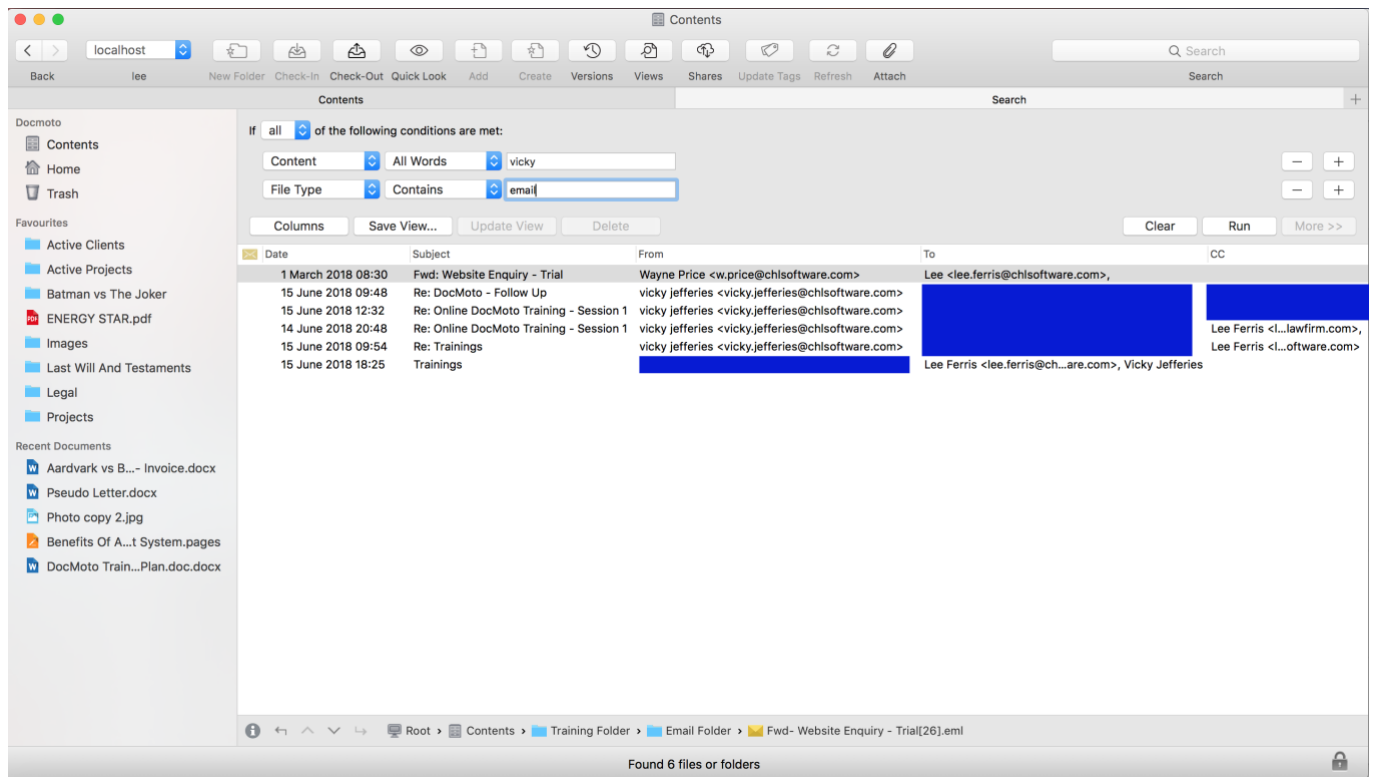 Contents
localhost
Search
Back lee New Folder Check-In Check-Out Quick Look Add Create Versions Views Shares Update Tags Refresh Attach Search
Contents Search
Docmoto
Contents
Home
Trash
Favourites
Active Clients
Active Projects
Batman vs The Joker
PDF ENERGY STAR.pdf
Images
Last Will And Testaments
Legal
Projects
Recent Documents
W Aardvark vs B...- Invoice.docx
W Pseudo Letter.docx
Photo copy 2.jpg
Benefits Of A...t System.pages
W DocMoto Train...Plan.doc.docx
If all of the following conditions are met:
Content All Words vicky
File Type Contains email
Columns Save View... Update View Delete Clear Run More >>
Date Subject From To CC
1 March 2018 08:30 Fwd: Website Enquiry - Trial Wayne Price <w.price@chlsoftware.com> Lee <lee.ferris@chlsoftware.com>,
15 June 2018 09:48 Re: DocMoto - Follow Up vicky jefferies <vicky.jefferies@chlsoftware.com>
15 June 2018 12:32 Re: Online DocMoto Training - Session 1 vicky jefferies <vicky.jefferies@chlsoftware.com>
14 June 2018 20:48 Re: Online DocMoto Training - Session 1 vicky jefferies <vicky.jefferies@chlsoftware.com> Lee Ferris <l...lawfirm.com>,
15 June 2018 09:54 Re: Trainings vicky jefferies <vicky.jefferies@chlsoftware.com> Lee Ferris <l...oftware.com>
15 June 2018 18:25 Trainings Lee Ferris <lee.ferris@ch...are.com>, Vicky Jefferies
Root › Contents › Training Folder › Email Folder › Fwd- Website Enquiry - Trial[26].eml
Found 6 files or folders